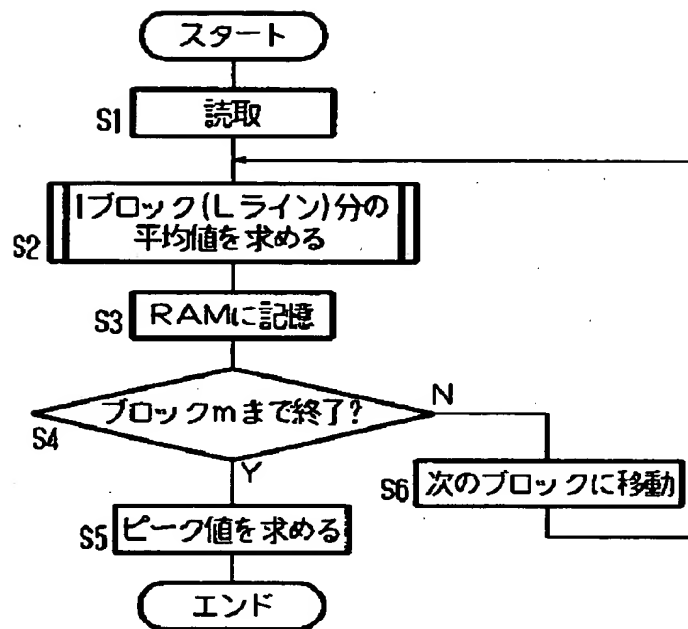 スタート
S1
読取
1ブロック(Lライン)分の
平均値を求める
S2
RAMに記憶
S3
ブロックmまで終了?
N
S4
Y
S6
次のブロックに移動
S5
ピーク値を求める
エンド